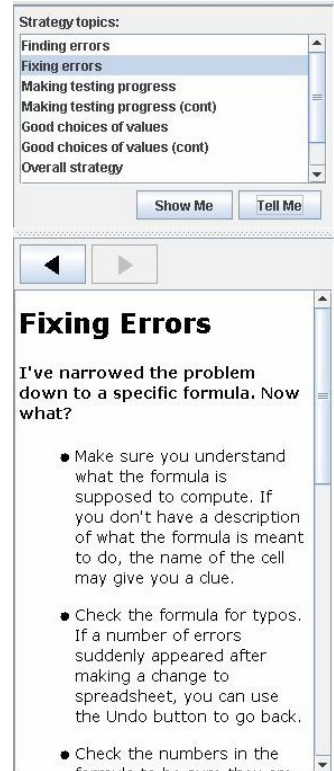 Strategy topics:
Finding errors
Fixing errors
Making testing progress
Making testing progress (cont)
Good choices of values
Good choices of values (cont)
Overall strategy
Show Me Tell Me
Fixing Errors
I've narrowed the problem
down to a specific formula. Now
what?
● Make sure you understand
what the formula is
supposed to compute. If
you don't have a description
of what the formula is meant
to do, the name of the cell
may give you a clue.
● Check the formula for typos.
If a number of errors
suddenly appeared after
making a change to
spreadsheet, you can use
the Undo button to go back.
● Check the numbers in the